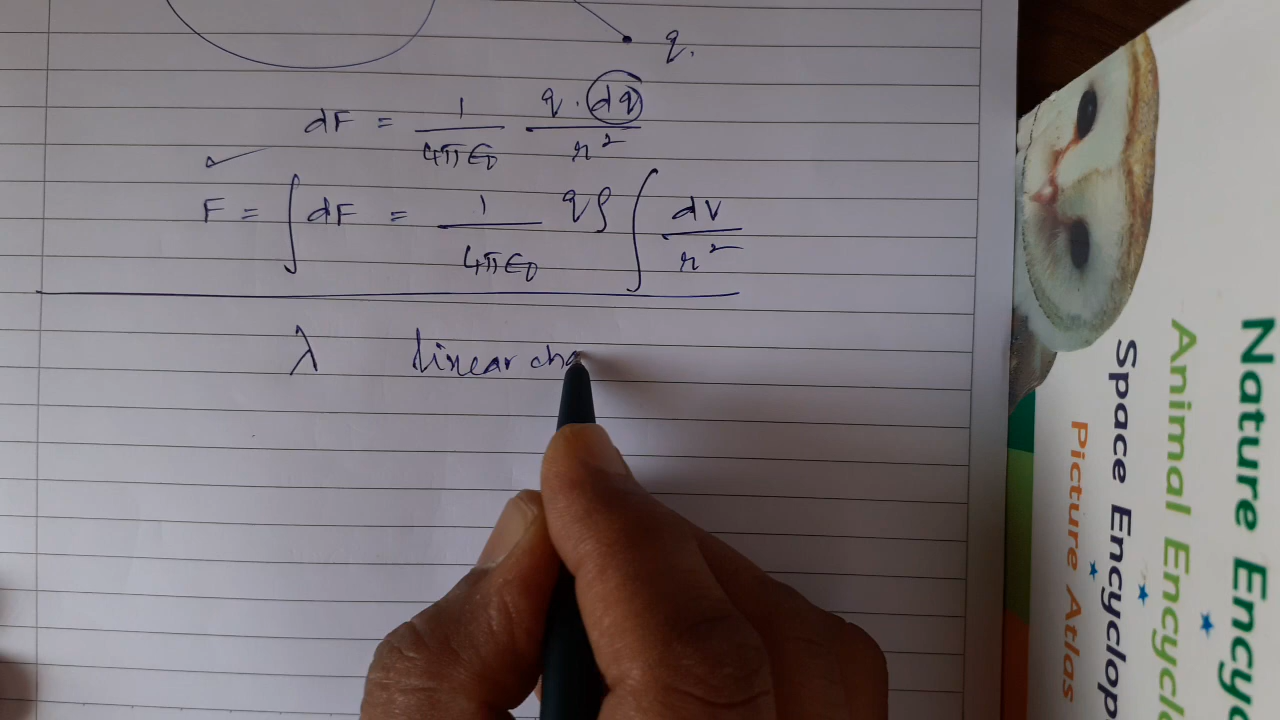 q.
dF = 1/4πε₀ q · dq/r²
F = ∫ dF = 1/4πε₀ qρ ∫ dV/r²
λ linear cha
Nature Ency
Animal Encyclo
Space Encyclop
Picture Atlas